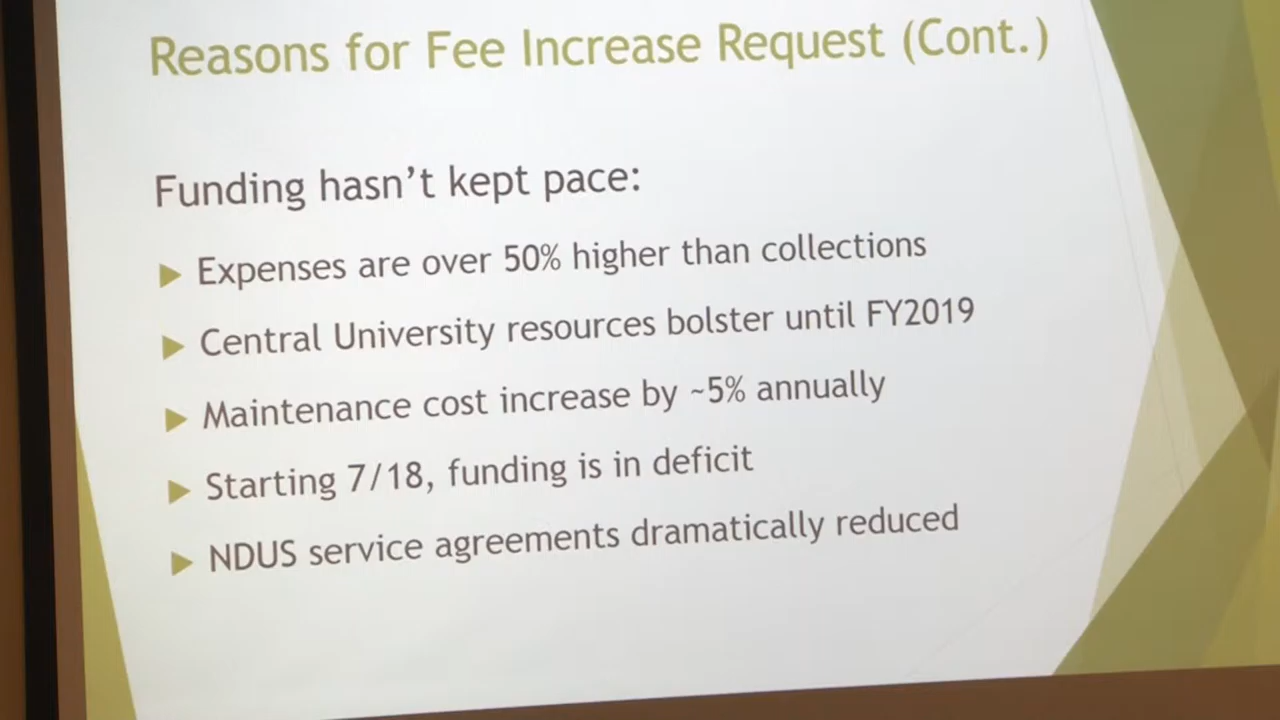 Reasons for Fee Increase Request (Cont.)
Funding hasn't kept pace:
Expenses are over 50% higher than collections
Central University resources bolster until FY2019
Maintenance cost increase by ~5% annually
Starting 7/18, funding is in deficit
NDUS service agreements dramatically reduced